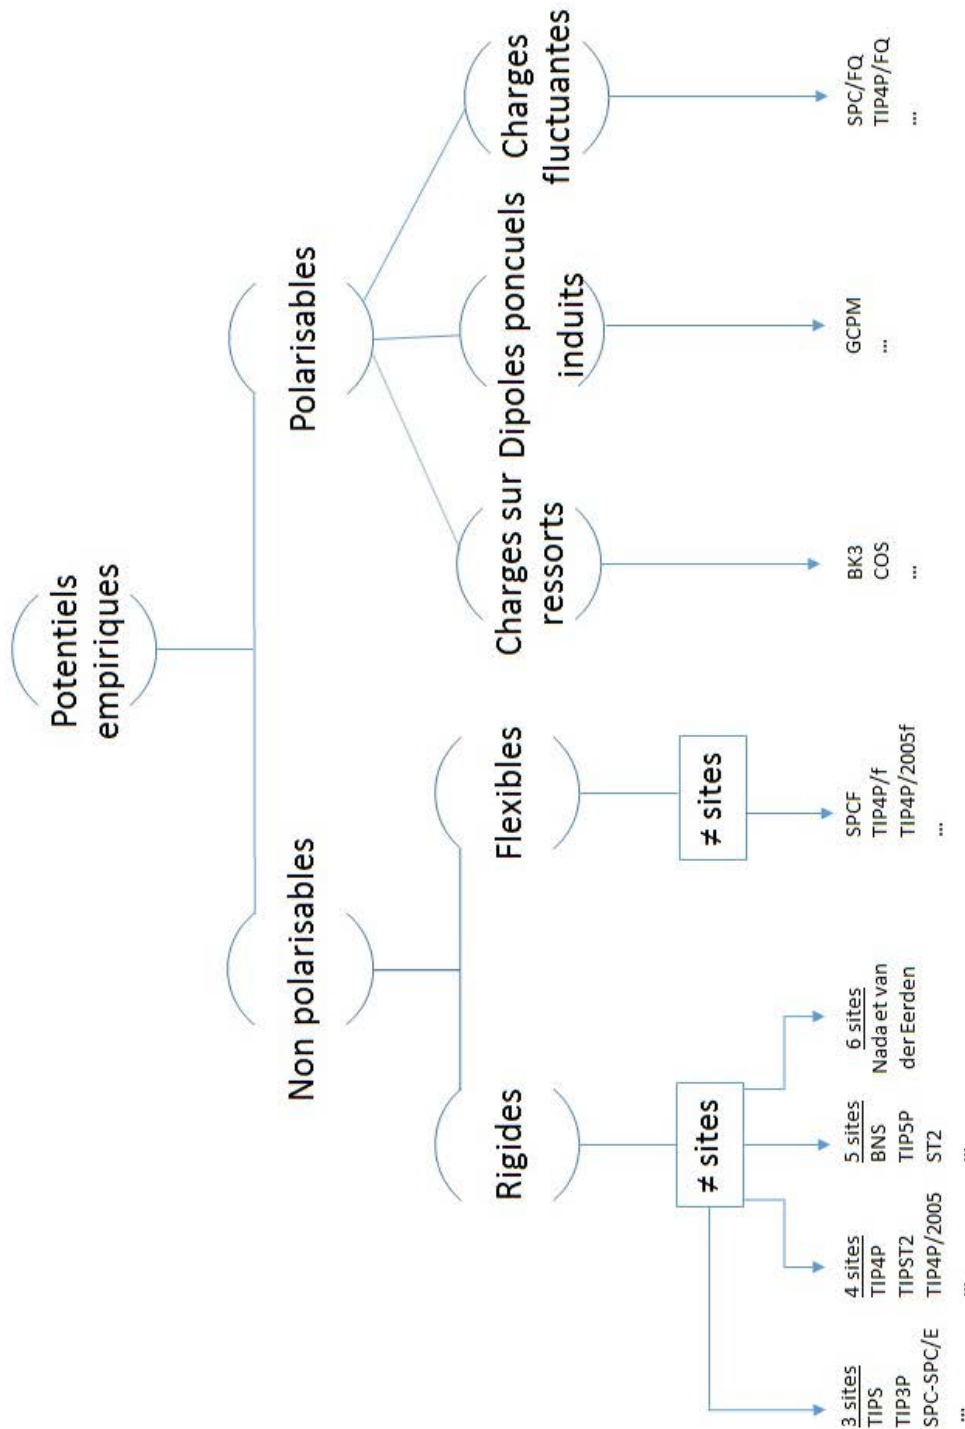 Potentiels
empiriques
Non polarisables
Polarisables
Rigides
Flexibles
Charges sur
ressorts
Dipoles poncuels
induits
Charges
fluctuantes
≠ sites
≠ sites
3 sites
TIPS
TIP3P
SPC-SPC/E
...
4 sites
TIP4P
TIPST2
TIP4P/2005
...
5 sites
BNS
TIP5P
ST2
...
6 sites
Nada et van
der Eerden
SPCF
TIP4P/f
TIP4P/2005f
...
BK3
COS
...
GCPM
...
SPC/FQ
TIP4P/FQ
...